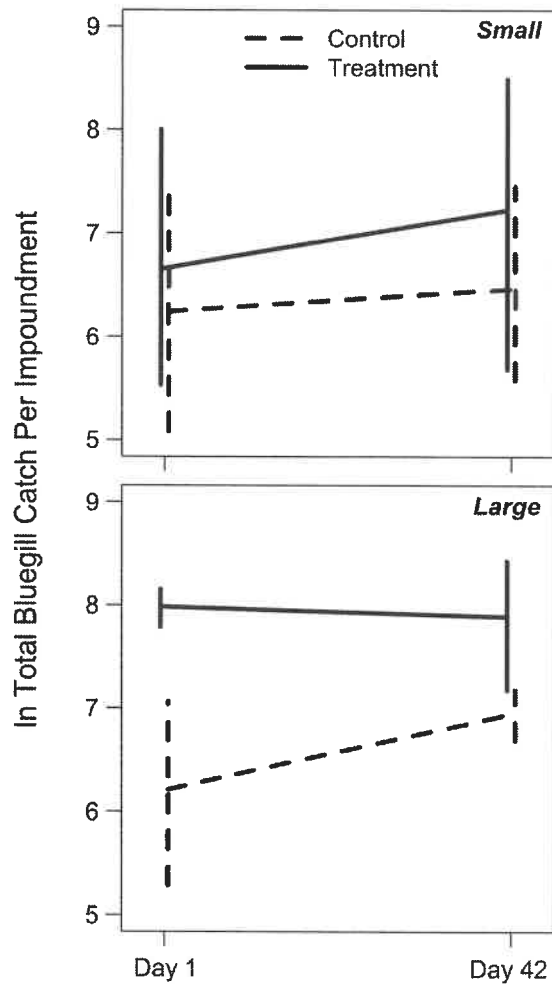 9
Small
Control
Treatment
8
7
6
5
ln Total Bluegill Catch Per Impoundment
9
Large
8
7
6
5
Day 1
Day 42